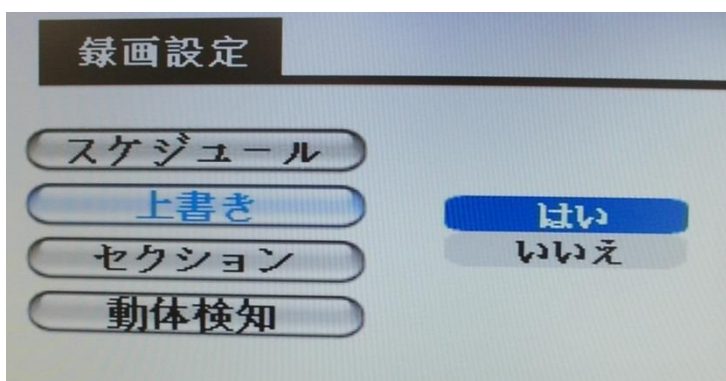 録画設定
スケジュール
上書き
はい
いいえ
セクション
動体検知